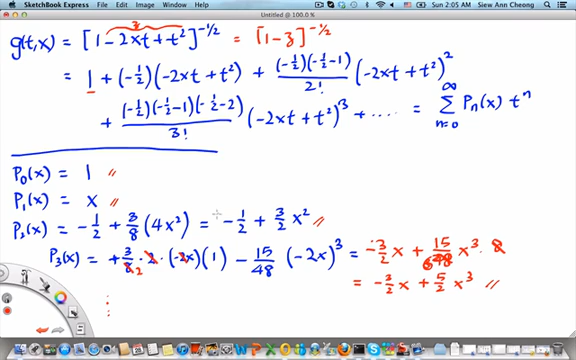 SketchBook Express File Edit Image Window Help Sun 2:05 AM Siew Ann Cheong
Untitled @ 100.0 %
3
g(t,x) = [1 - 2xt + t²]^(-1/2) = [1-3]^(-1/2)
= 1 + (-1/2)(-2xt + t²) + (-1/2)(-1/2-1)/2! (-2xt + t²)²
+ (-1/2)(-1/2-1)(-1/2-2)/3! (-2xt + t²)³ + .... = ∑_{n=0}^{∞} Pn(x) tⁿ
P₀(x) = 1 //
P₁(x) = x //
P₂(x) = -1/2 + 3/8 (4x²) = -1/2 + 3/2 x² //
P₃(x) = + 3/8 2 · 2 · (-2x)(1) - 15/48 (-2x)³ = -3/2 x + 15/48 6 x³ · 8
= -3/2 x + 5/2 x³ //
⋮